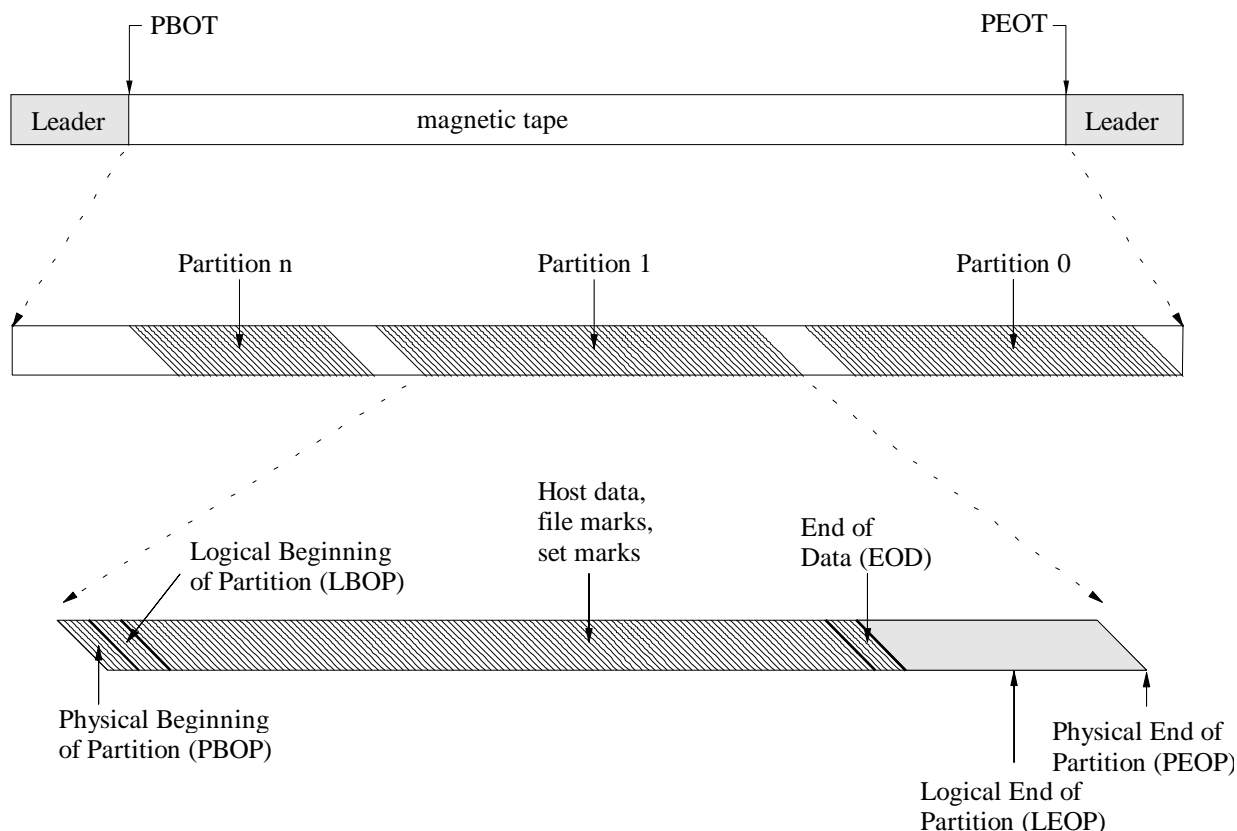 PBOT
PEOT
Leader
magnetic tape
Leader
Partition n
Partition 1
Partition 0
Host data,
file marks,
set marks
End of
Data (EOD)
Logical Beginning
of Partition (LBOP)
Physical Beginning
of Partition (PBOP)
Physical End of
Partition (PEOP)
Logical End of
Partition (LEOP)